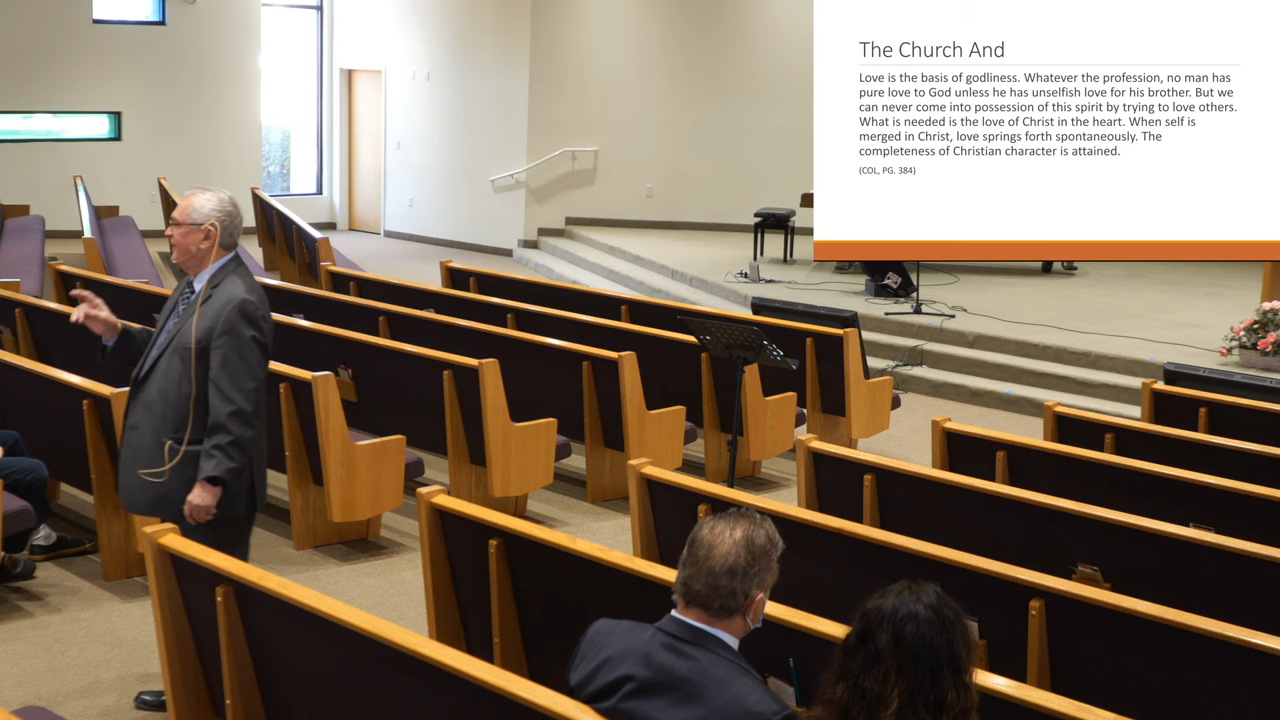 The Church And
Love is the basis of godliness. Whatever the profession, no man has
pure love to God unless he has unselfish love for his brother. But we
can never come into possession of this spirit by trying to love others.
What is needed is the love of Christ in the heart. When self is
merged in Christ, love springs forth spontaneously. The
completeness of Christian character is attained.
(COL, PG. 384)